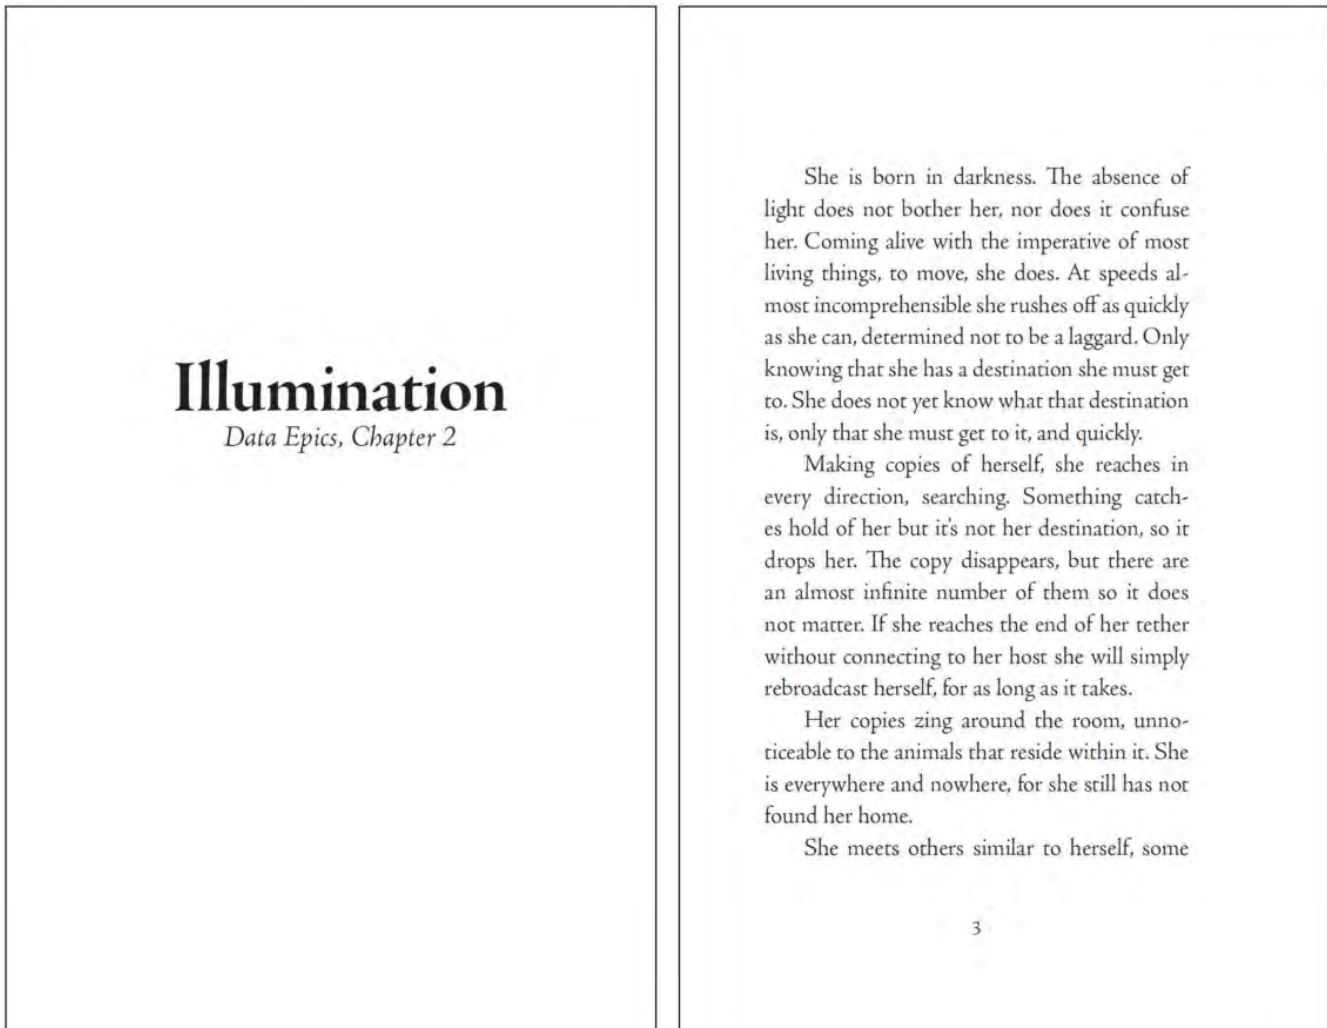 Illumination
Data Epics, Chapter 2
She is born in darkness. The absence of
light does not bother her, nor does it confuse
her. Coming alive with the imperative of most
living things, to move, she does. At speeds al-
most incomprehensible she rushes off as quickly
as she can, determined not to be a laggard. Only
knowing that she has a destination she must get
to. She does not yet know what that destination
is, only that she must get to it, and quickly.
Making copies of herself, she reaches in
every direction, searching. Something catch-
es hold of her but it's not her destination, so it
drops her. The copy disappears, but there are
an almost infinite number of them so it does
not matter. If she reaches the end of her tether
without connecting to her host she will simply
rebroadcast herself, for as long as it takes.
Her copies zing around the room, unno-
ticeable to the animals that reside within it. She
is everywhere and nowhere, for she still has not
found her home.
She meets others similar to herself, some
3